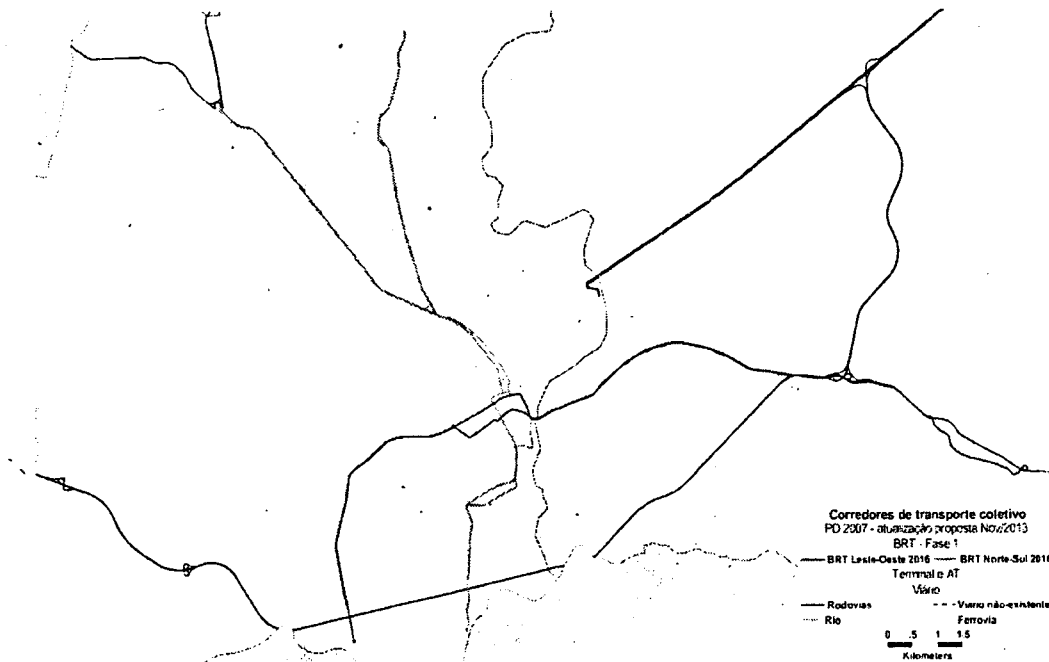 Corredores de transporte coletivo
PD 2007 - atualização proposta Nov/2013
BRT - Fase 1
BRT Leste-Oeste 2016 BRT Norte-Sul 2016
Terminal e AT
Viário
Rodovias Viário não-existente
Rio Ferrovia
0 .5 1 1.5
Kilometers